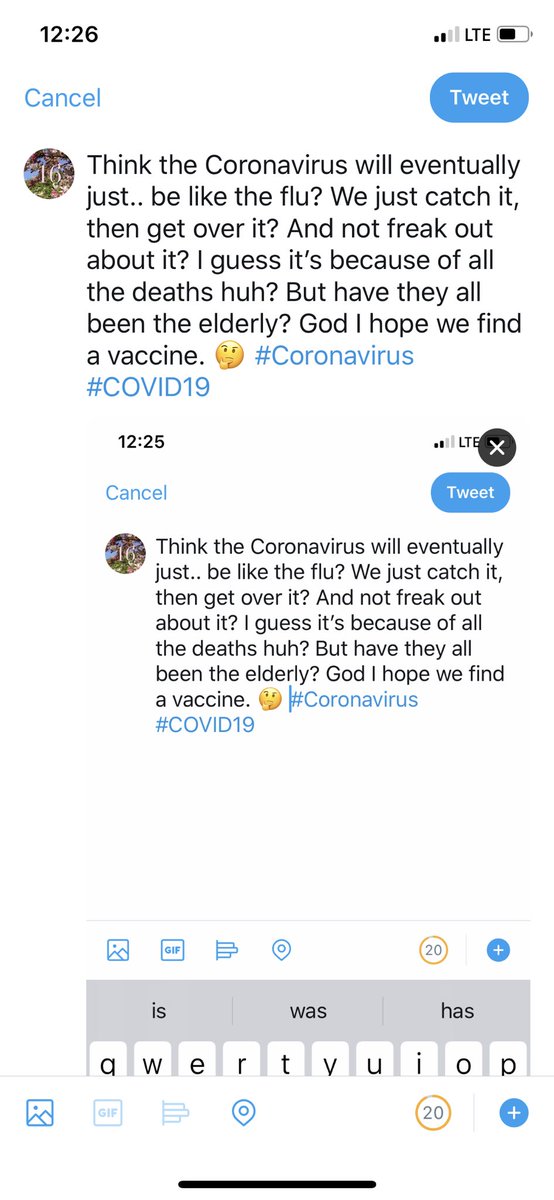 12:26 LTE
Cancel Tweet
16
Think the Coronavirus will eventually
just.. be like the flu? We just catch it,
then get over it? And not freak out
about it? I guess it’s because of all
the deaths huh? But have they all
been the elderly? God I hope we find
a vaccine. 🤔 #Coronavirus
#COVID19
12:25 LTE
Cancel Tweet
16
Think the Coronavirus will eventually
just.. be like the flu? We just catch it,
then get over it? And not freak out
about it? I guess it’s because of all
the deaths huh? But have they all
been the elderly? God I hope we find
a vaccine. 🤔 #Coronavirus
#COVID19
GIF 20
is was has
q w e r t y u i o p
GIF 20